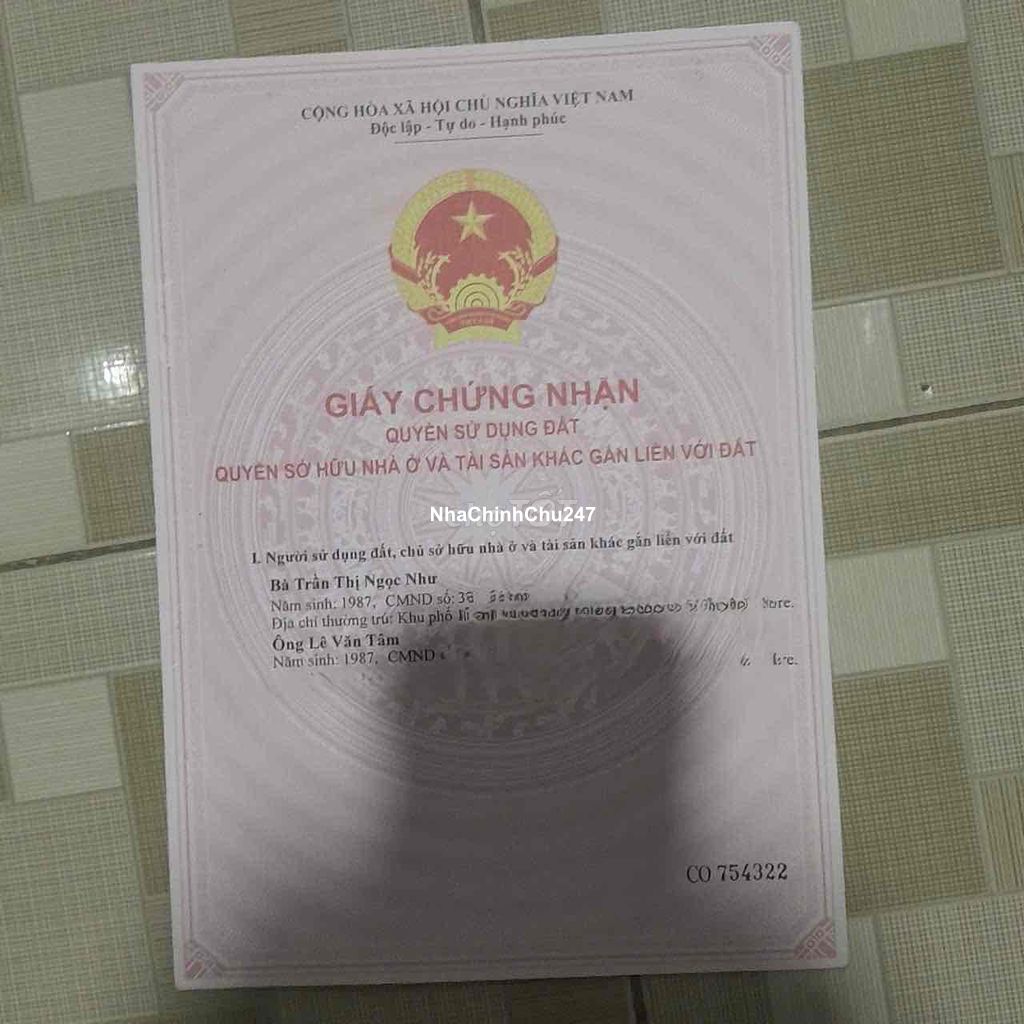 CỘNG HÒA XÃ HỘI CHỦ NGHĨA VIỆT NAM
Độc lập - Tự do - Hạnh phúc
GIẤY CHỨNG NHẬN
QUYỀN SỬ DỤNG ĐẤT
QUYỀN SỞ HỮU NHÀ Ở VÀ TÀI SẢN KHÁC GẮN LIỀN VỚI ĐẤT
NhaChinhChu247
I. Người sử dụng đất, chủ sở hữu nhà ở và tài sản khác gắn liền với đất
Bà Trần Thị Ngọc Như
Năm sinh: 1987, CMND số:
Địa chỉ thường trú: Khu phố
Ông Lê Văn Tâm
Năm sinh: 1987, CMND
CO 754322